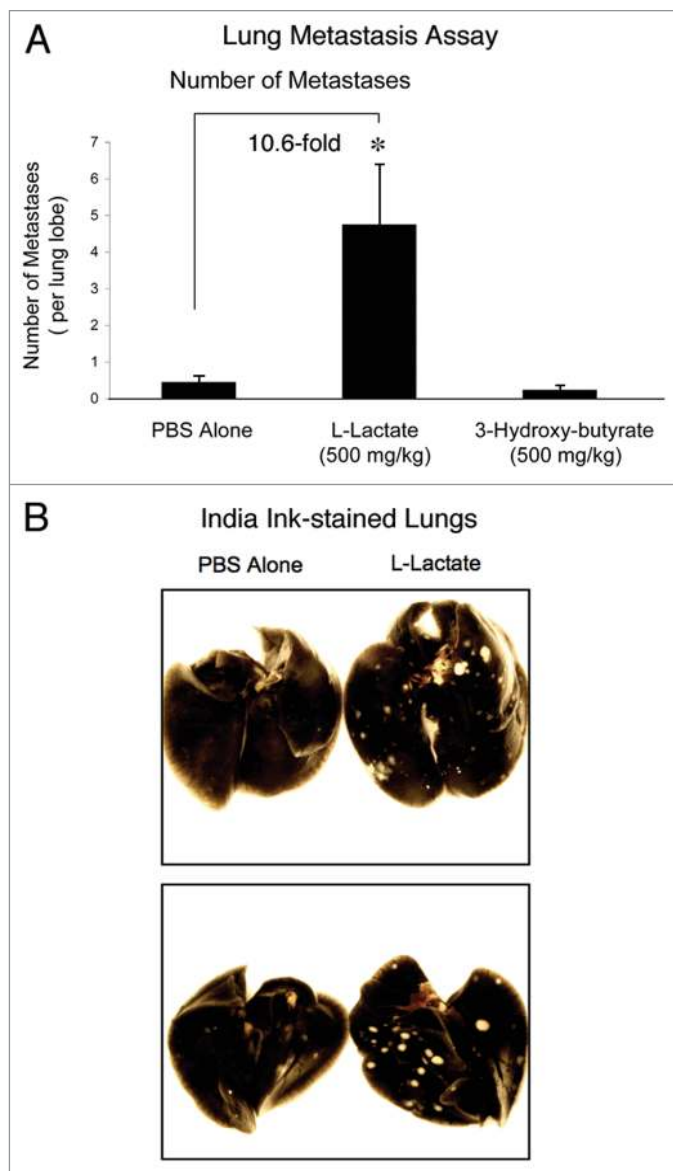 A
Lung Metastasis Assay
Number of Metastases
10.6-fold
*
Number of Metastases
( per lung lobe)
7
6
5
4
3
2
1
0
PBS Alone
L-Lactate
(500 mg/kg)
3-Hydroxy-butyrate
(500 mg/kg)
B
India Ink-stained Lungs
PBS Alone
L-Lactate